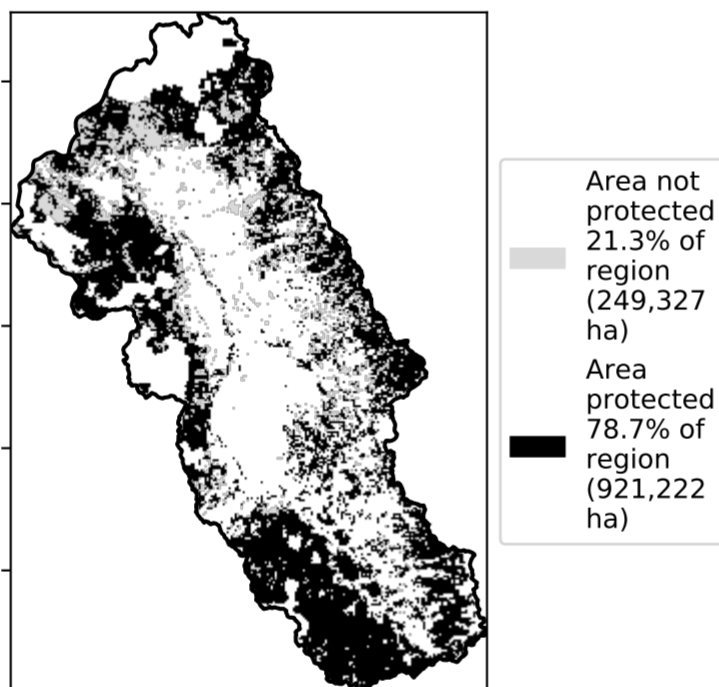 Area not
protected
21.3% of
region
(249,327
ha)
Area
protected
78.7% of
region
(921,222
ha)